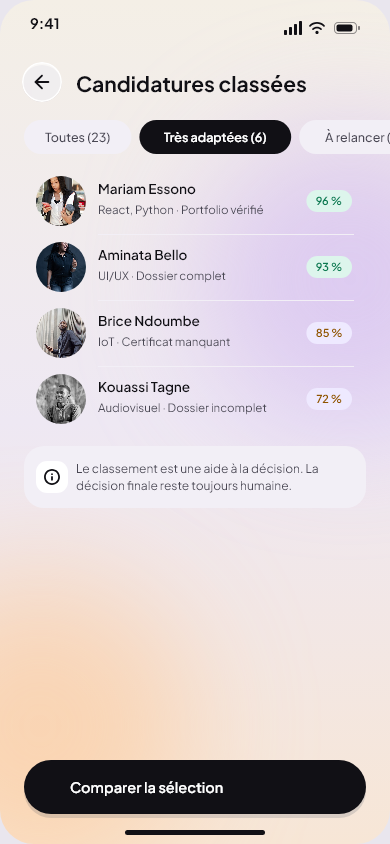 9:41
Candidatures classées
Toutes (23)
Très adaptées (6)
À relancer (
Mariam Essono
React, Python · Portfolio vérifié
96 %
Aminata Bello
UI/UX · Dossier complet
93 %
Brice Ndoumbe
IoT · Certificat manquant
85 %
Kouassi Tagne
Audiovisuel · Dossier incomplet
72 %
Le classement est une aide à la décision. La
décision finale reste toujours humaine.
Comparer la sélection